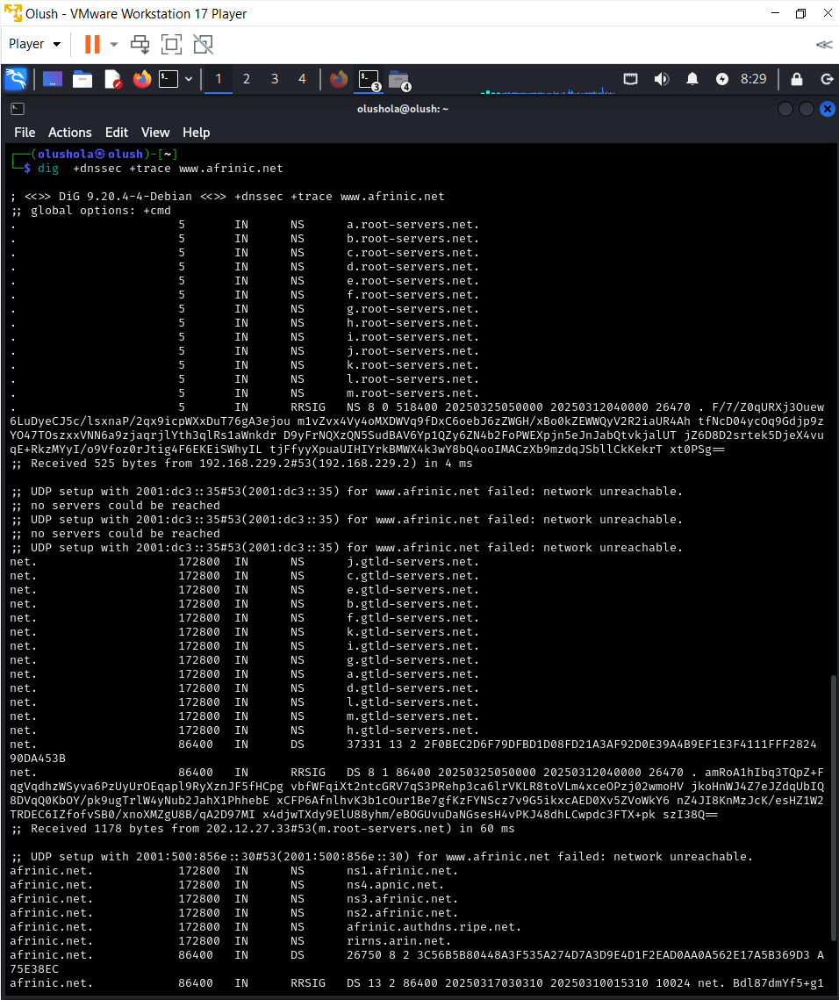 Olush - VMware Workstation 17 Player
Player
1 2 3 4 3 4 8:29
olushola@olush: ~
File Actions Edit View Help
(olushola㉿olush)-[~]
$ dig +dnssec +trace www.afrinic.net
; <<>> DiG 9.20.4-4-Debian <<>> +dnssec +trace www.afrinic.net
;; global options: +cmd
. 5 IN NS a.root-servers.net.
. 5 IN NS b.root-servers.net.
. 5 IN NS c.root-servers.net.
. 5 IN NS d.root-servers.net.
. 5 IN NS e.root-servers.net.
. 5 IN NS f.root-servers.net.
. 5 IN NS g.root-servers.net.
. 5 IN NS h.root-servers.net.
. 5 IN NS i.root-servers.net.
. 5 IN NS j.root-servers.net.
. 5 IN NS k.root-servers.net.
. 5 IN NS l.root-servers.net.
. 5 IN NS m.root-servers.net.
. 5 IN RRSIG NS 8 0 518400 20250325050000 20250312040000 26470 . F/7/Z0qURXj3Ouew
6LuDyeCJ5c/lsxnaP/2qx9icpWXxDuT76gA3ejou m1vZvx4Vy4oMXDWVq9fDxC6oebJ6zZWGH/xBo0kZEWWQyV2R2iaUR4Ah tfNcD04ycOq9Gdjp9z
YO47TOszxxVNN6a9zjaqrjlYth3qlRs1aWnkdr D9yFrNQXzQN5SudBAV6Yp1QZy6ZN4b2FoPWEXpjn5eJnJabQtvkjalUT jZ6D8D2srtek5DjeX4vu
qE+RkzMYyI/o9Vfoz0rJtig4F6EKEiSWhyIL tjFfyyXpuaUIHIYrkBMWX4k3wY8bQ4ooIMACzXb9mzdqJSbllCkKekrT xt0PSg==
;; Received 525 bytes from 192.168.229.2#53(192.168.229.2) in 4 ms
;; UDP setup with 2001:dc3::35#53(2001:dc3::35) for www.afrinic.net failed: network unreachable.
;; no servers could be reached
;; UDP setup with 2001:dc3::35#53(2001:dc3::35) for www.afrinic.net failed: network unreachable.
;; no servers could be reached
;; UDP setup with 2001:dc3::35#53(2001:dc3::35) for www.afrinic.net failed: network unreachable.
net. 172800 IN NS j.gtld-servers.net.
net. 172800 IN NS c.gtld-servers.net.
net. 172800 IN NS e.gtld-servers.net.
net. 172800 IN NS b.gtld-servers.net.
net. 172800 IN NS f.gtld-servers.net.
net. 172800 IN NS k.gtld-servers.net.
net. 172800 IN NS i.gtld-servers.net.
net. 172800 IN NS g.gtld-servers.net.
net. 172800 IN NS a.gtld-servers.net.
net. 172800 IN NS d.gtld-servers.net.
net. 172800 IN NS l.gtld-servers.net.
net. 172800 IN NS m.gtld-servers.net.
net. 172800 IN NS h.gtld-servers.net.
net. 86400 IN DS 37331 13 2 2F0BEC2D6F79DFBD1D08FD21A3AF92D0E39A4B9EF1E3F4111FFF2824
90DA453B
net. 86400 IN RRSIG DS 8 1 86400 20250325050000 20250312040000 26470 . amRoA1hIbq3TQpZ+F
qgVqdhzWSyva6PzUyUrOEqapl9RyXznJF5fHCpg vbfWFqiXt2ntcGRV7qS3PRehp3ca6lrVKLR8toVLm4xceOPzj02wmoHV jkoHnWJ4Z7eJZdqUbIQ
8DVqQ0KbOY/pk9ugTrlW4yNub2JahX1PhhebE xCFP6AfnlhvK3b1cOur1Be7gfKzFYNScz7v9G5ikxcAED0Xv5ZVoWkY6 nZ4JI8KnMzJcK/esHZ1W2
TRDEC6IZfofvSB0/xnoXMZgU8B/qA2D97MI x4djwTXdy9ElU88yhm/eBOGUvuDaNGsesH4vPKJ48dhLCwpdc3FTX+pk szI38Q==
;; Received 1178 bytes from 202.12.27.33#53(m.root-servers.net) in 60 ms
;; UDP setup with 2001:500:856e::30#53(2001:500:856e::30) for www.afrinic.net failed: network unreachable.
afrinic.net. 172800 IN NS ns1.afrinic.net.
afrinic.net. 172800 IN NS ns4.apnic.net.
afrinic.net. 172800 IN NS ns3.afrinic.net.
afrinic.net. 172800 IN NS ns2.afrinic.net.
afrinic.net. 172800 IN NS afrinic.authdns.ripe.net.
afrinic.net. 172800 IN NS rirns.arin.net.
afrinic.net. 86400 IN DS 26750 8 2 3C56B5B80448A3F535A274D7A3D9E4D1F2EAD0AA0A562E17A5B369D3 A
75E38EC
afrinic.net. 86400 IN RRSIG DS 13 2 86400 20250317030310 20250310015310 10024 net. Bdl87dmYf5+g1